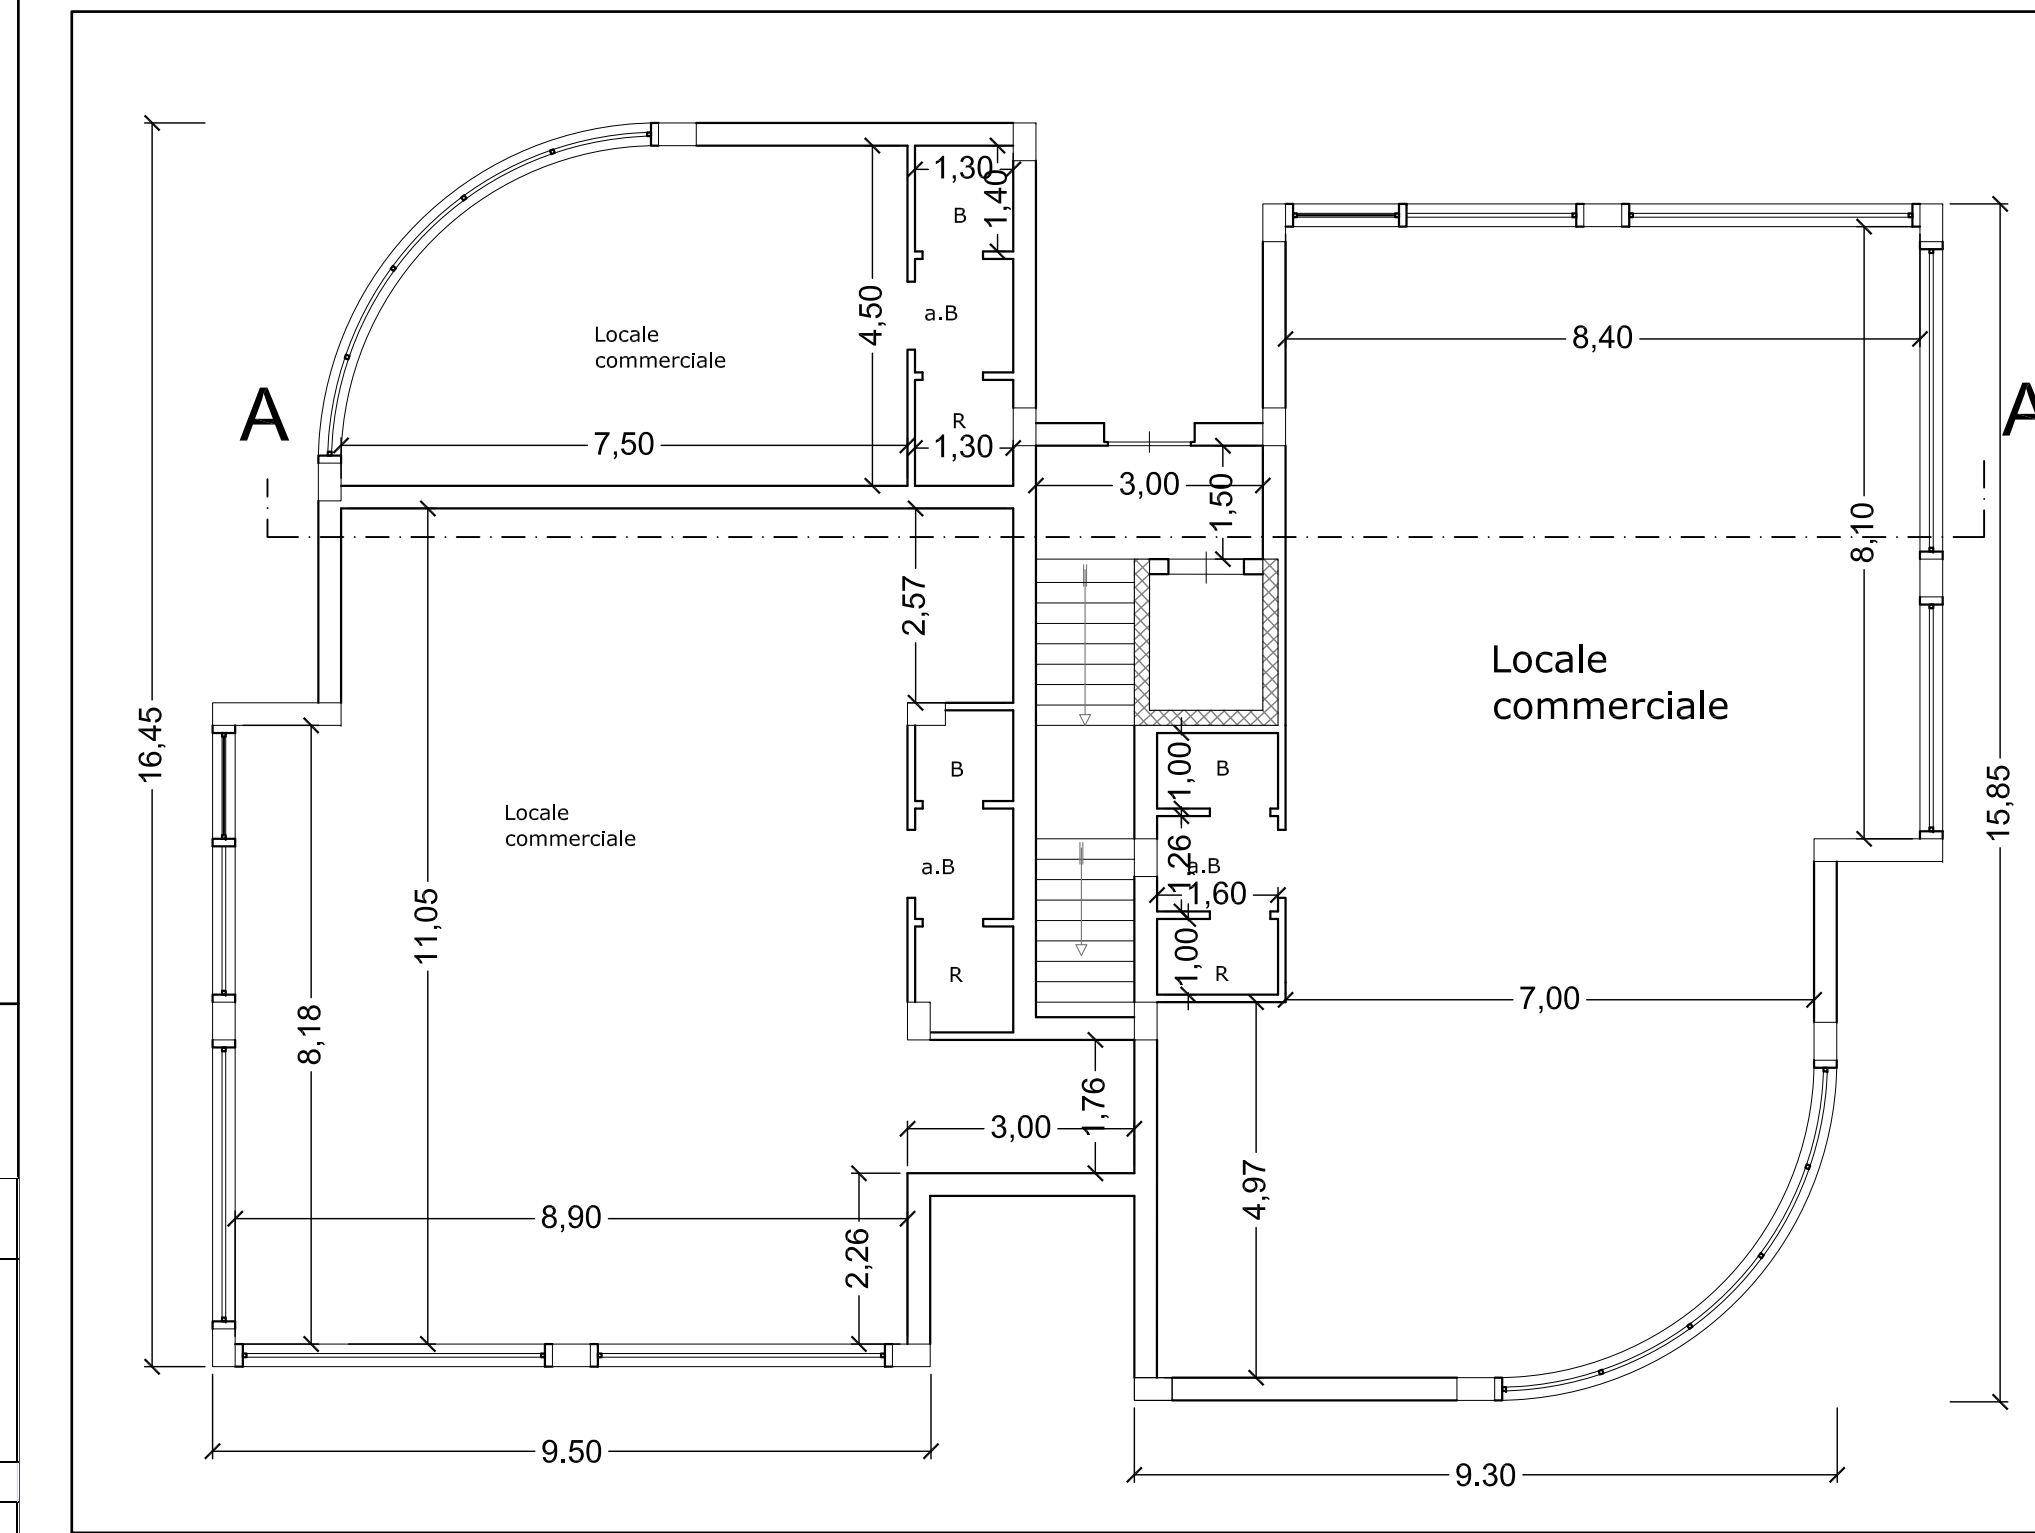 1,30
1,40
B
4,50
a.B
Locale
commerciale
8,40
A
A
R
7,50
1,30
3,00
1,50
8,10
2,57
Locale
commerciale
16,45
B
1,00
B
15,85
Locale
commerciale
1,26
a.B
a.B
1,60
11,05
R
1,00
R
7,00
8,18
1,76
3,00
4,97
8,90
2,26
9.50
9.30